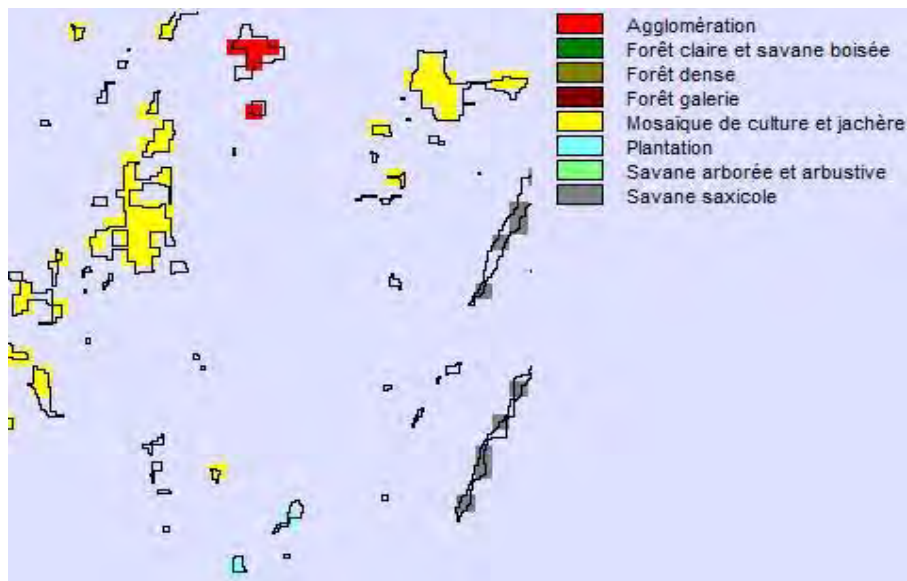 Agglomération
Forêt claire et savane boisée
Forêt dense
Forêt galerie
Mosaïque de culture et jachère
Plantation
Savane arborée et arbustive
Savane saxicole